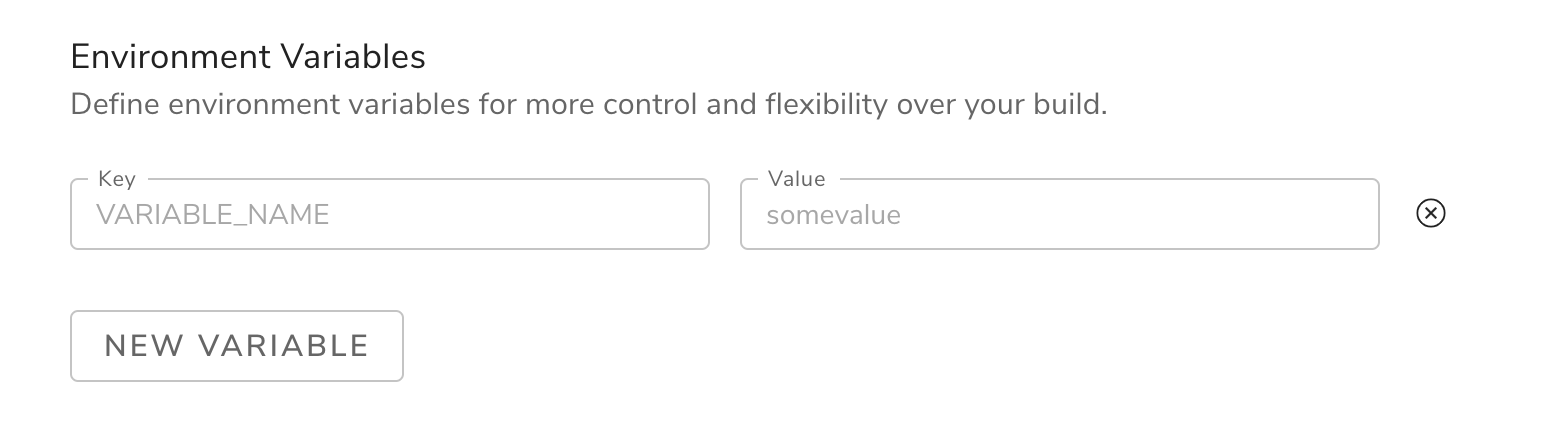 Environment Variables
Define environment variables for more control and flexibility over your build.
Key
VARIABLE_NAME
Value
somevalue
NEW VARIABLE